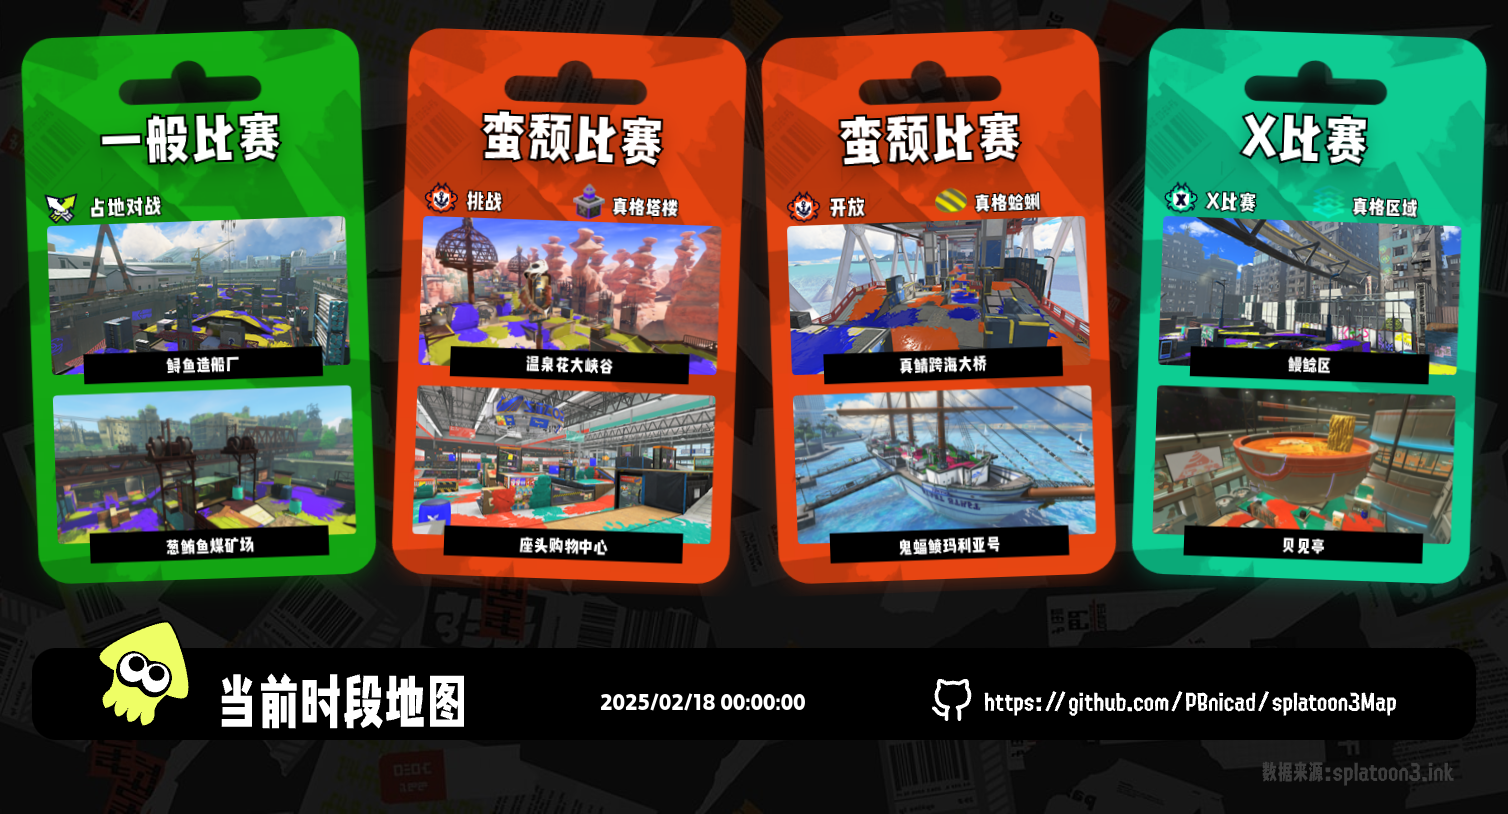 一般比赛
占地对战
鲟鱼造船厂
葱鲔鱼煤矿场
蛮颓比赛
挑战
真格塔楼
温泉花大峡谷
座头购物中心
蛮颓比赛
开放
真格蛤蜊
真鲭跨海大桥
鬼蝠鲼玛利亚号
X比赛
X比赛
真格区域
鳗鲶区
贝见亭
当前时段地图
2025/02/18 00:00:00
https://github.com/PBnicad/splatoon3Map
数据来源:splatoon3.ink